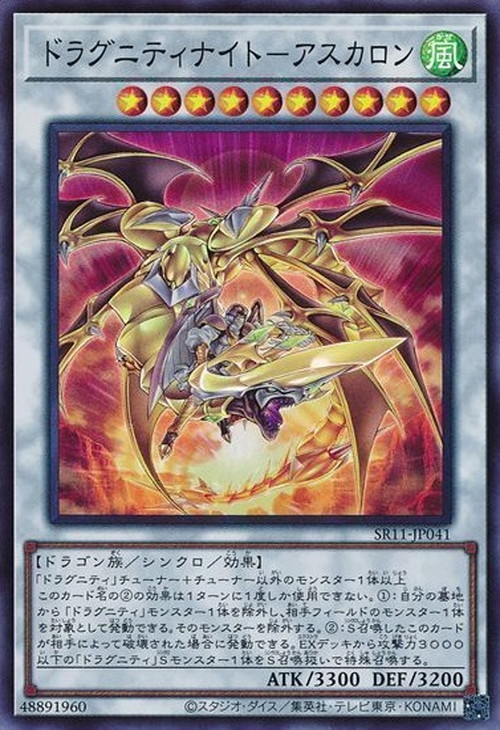 ドラグニティナイト－アスカロン
風
SR11-JP041
【ドラゴン族／シンクロ／効果】
「ドラグニティ」チューナー＋チューナー以外のモンスター１体以上
このカード名の②の効果は１ターンに１度しか使用できない。①：自分の墓地
から「ドラグニティ」モンスター１体を除外し、相手フィールドのモンスター１体
を対象として発動できる。そのモンスターを除外する。②：Ｓ召喚したこのカード
が相手によって破壊された場合に発動できる。EXデッキから攻撃力３０００
以下の「ドラグニティ」Ｓモンスター１体をＳ召喚扱いで特殊召喚する。
ATK/3300 DEF/3200
48891960 ©スタジオ・ダイス／集英社・テレビ東京・KONAMI